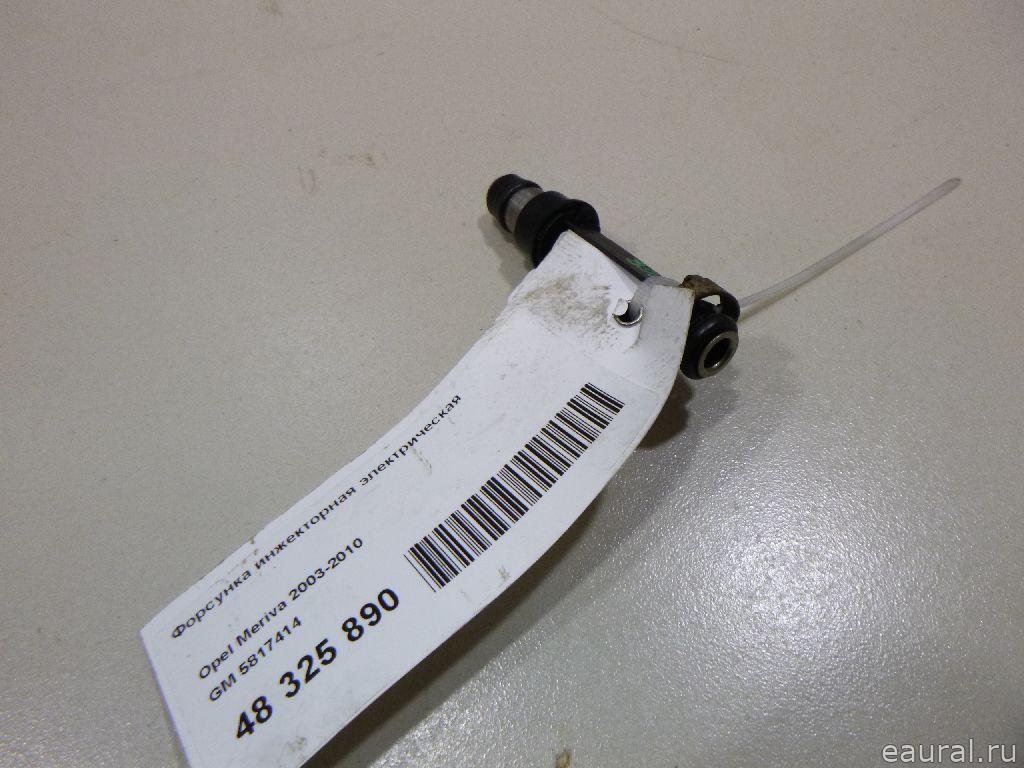 Форсунка инжекторная электрическая
Opel Meriva 2003-2010
GM 5817414
48 325 890
eaural.ru